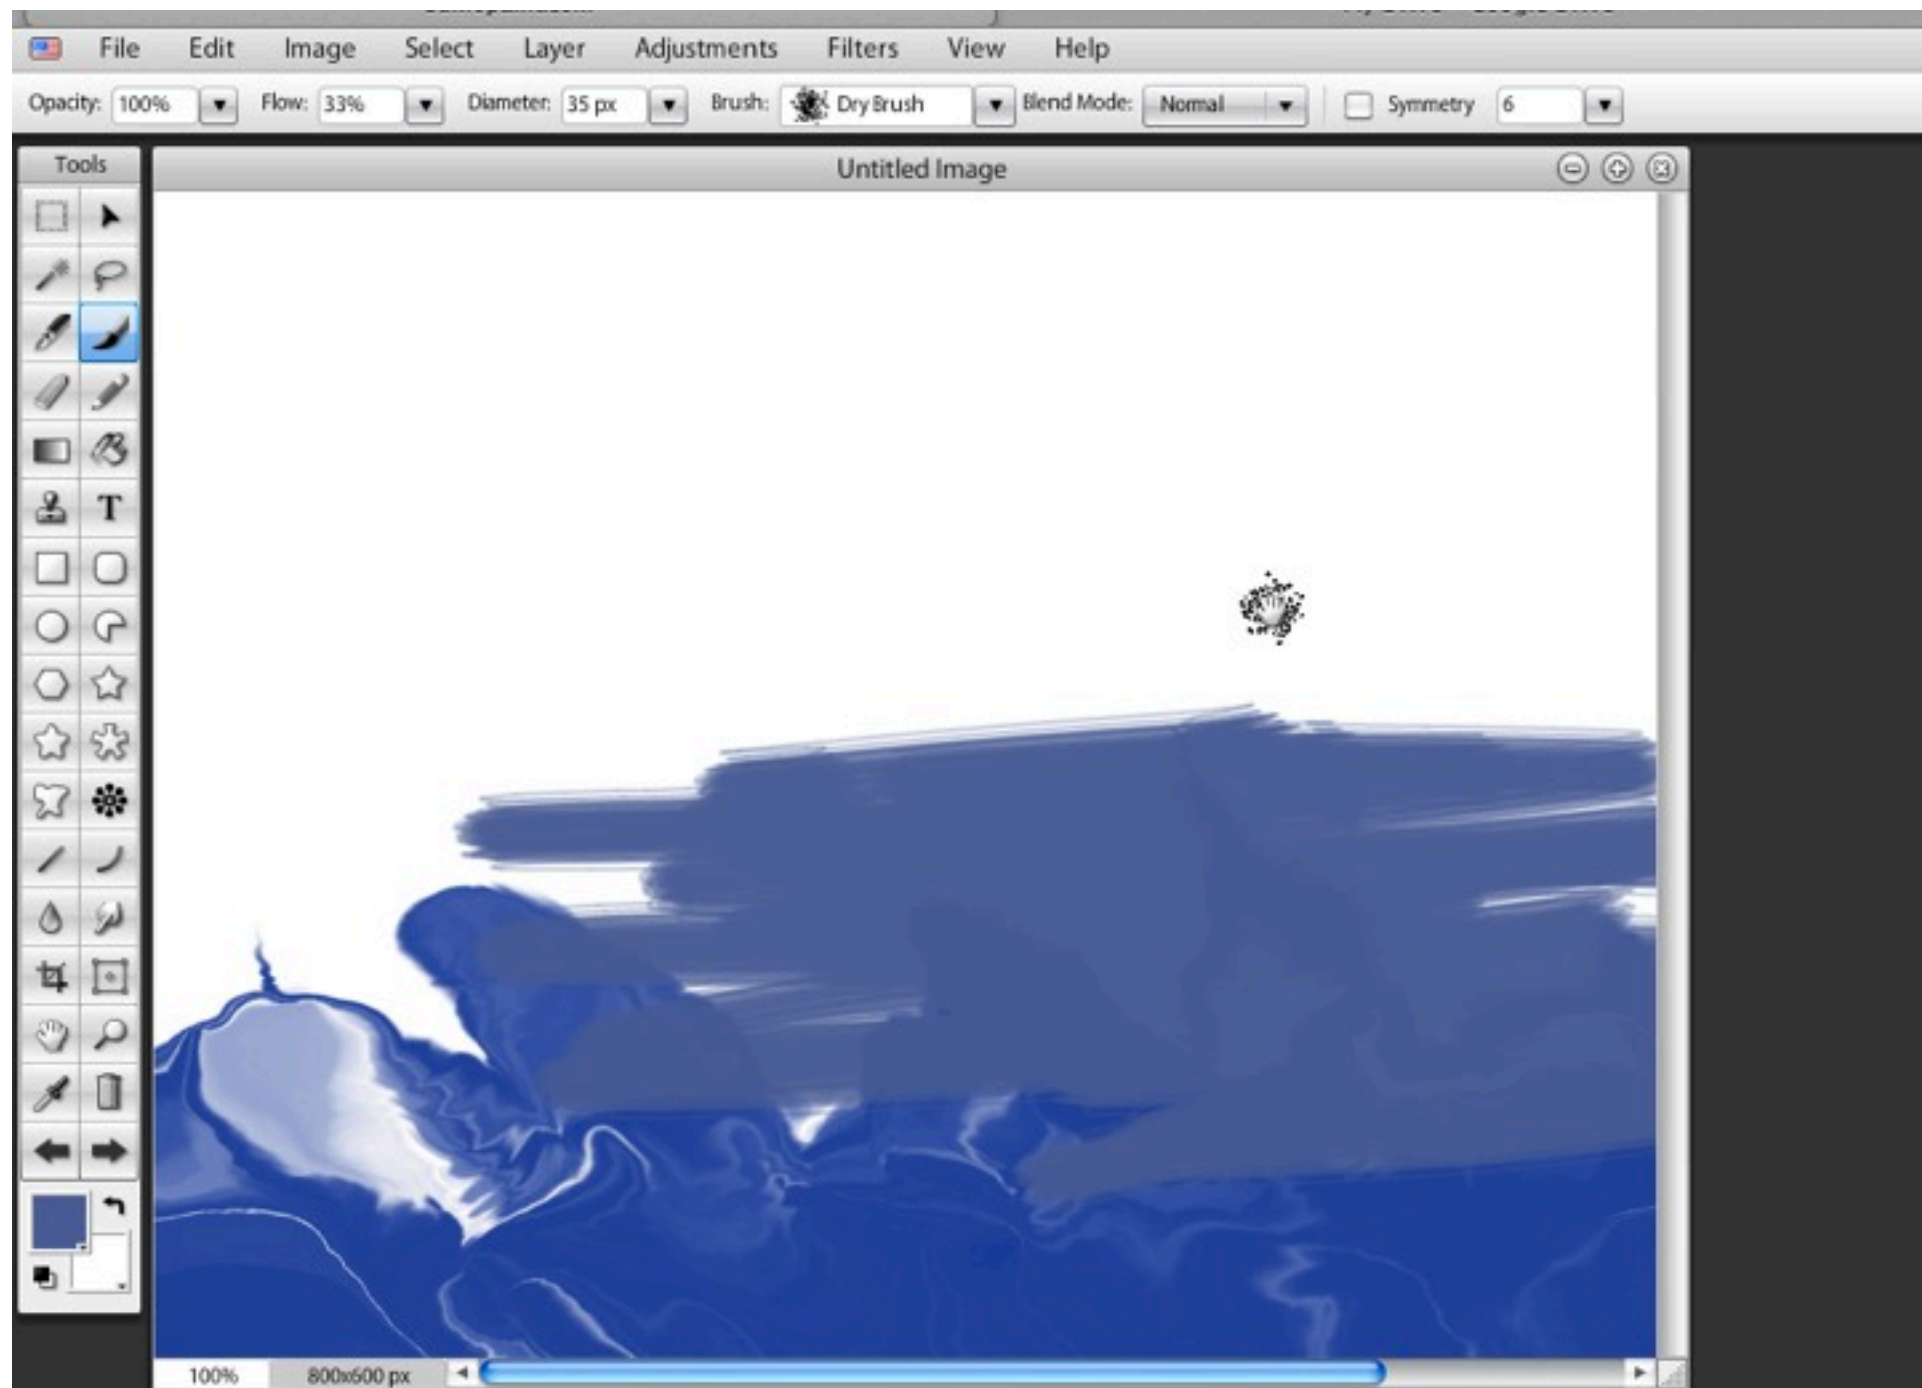 File Edit Image Select Layer Adjustments Filters View Help
Opacity: 100% Flow: 33% Diameter: 35 px Brush: Dry Brush Blend Mode: Normal Symmetry 6
Tools
Untitled Image
T
100% 800x600 px